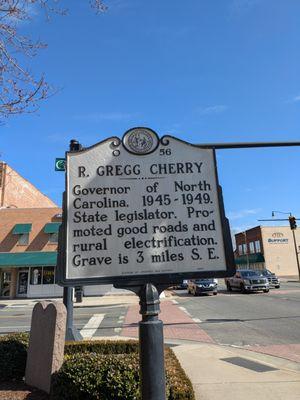 O 56
R. GREGG CHERRY
Governor of North
Carolina. 1945-1949.
State legislator. Pro-
moted good roads and
rural electrification.
Grave is 3 miles S. E.